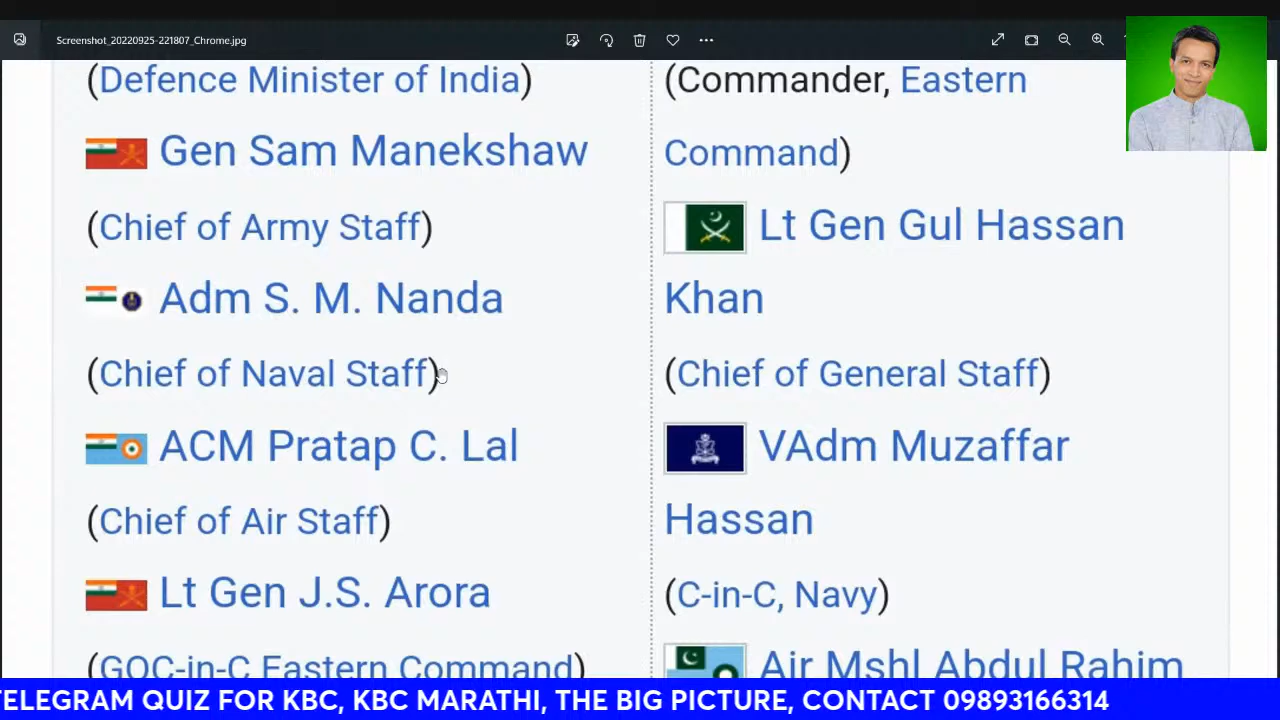 Screenshot_20220925-221807_Chrome.jpg
(Defence Minister of India)
Gen Sam Manekshaw
(Chief of Army Staff)
Adm S. M. Nanda
(Chief of Naval Staff)
ACM Pratap C. Lal
(Chief of Air Staff)
Lt Gen J.S. Arora
(GOC-in-C Eastern Command)
(Commander, Eastern
Command)
Lt Gen Gul Hassan
Khan
(Chief of General Staff)
VAdm Muzaffar
Hassan
(C-in-C, Navy)
Air Mshl Abdul Rahim
TELEGRAM QUIZ FOR KBC, KBC MARATHI, THE BIG PICTURE, CONTACT 09893166314